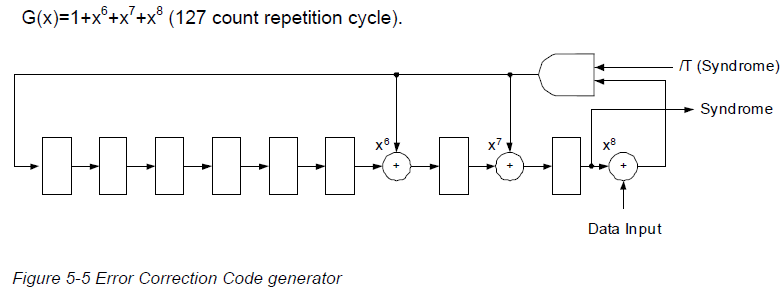 G(x)=1+x⁶+x⁷+x⁸ (127 count repetition cycle).
/T (Syndrome)
Syndrome
x⁶
x⁷
x⁸
+
+
+
Data Input
Figure 5-5 Error Correction Code generator